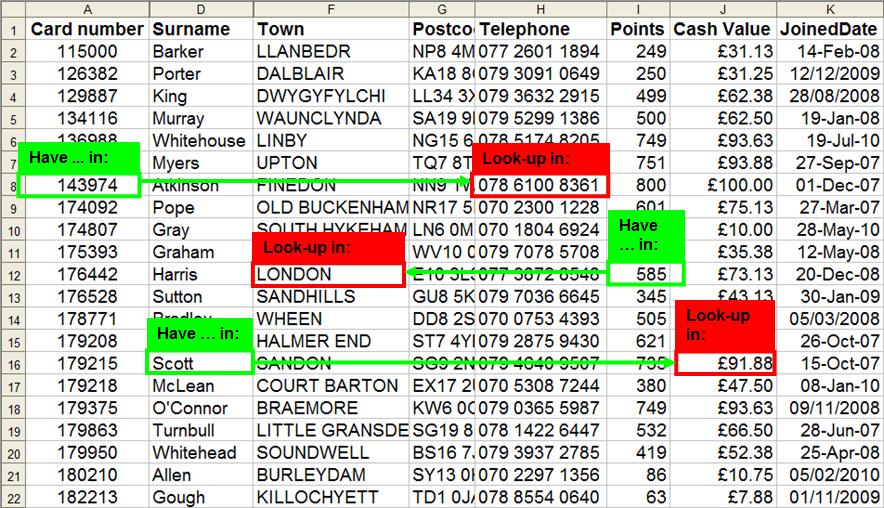 A D F G H I J K
1 Card number Surname Town Postco Telephone Points Cash Value JoinedDate
2 115000 Barker LLANBEDR NP8 4M 077 2601 1894 249 £31.13 14-Feb-08
3 126382 Porter DALBLAIR KA18 8 079 3091 0649 250 £31.25 12/12/2009
4 129887 King DWYGYFYLCHI LL34 3X 079 3632 2915 499 £62.38 28/08/2008
5 134116 Murray WAUNCLYNDA SA19 9 079 5299 1386 500 £62.50 19-Jan-08
6 136988 Whitehouse LINBY NG15 6 078 5174 8205 749 £93.63 19-Jul-10
Have ... in: Look-up in:
7 Myers UPTON TQ7 8T 751 £93.88 27-Sep-07
8 143974 Atkinson FINEDON NN9 078 6100 8361 800 £100.00 01-Dec-07
9 174092 Pope OLD BUCKENHAM NR17 5 070 2300 1228 601 £75.13 27-Mar-07
10 174807 Gray SOUTH HYKEHAM LN6 0M 070 1804 6924 £10.00 28-May-10
Have
... in:
Look-up in:
11 175393 Graham WV10 079 7078 5708 £35.38 12-May-08
12 176442 Harris LONDON E10 3L 077 3872 8548 585 £73.13 20-Dec-08
13 176528 Sutton SANDHILLS GU8 5K 079 7036 6645 345 £43.13 30-Jan-09
14 178771 Bradley WHEEN DD8 2S 070 0753 4393 505 05/03/2008
Look-up
in:
Have ... in:
15 179208 HALMER END ST7 4Y 079 2875 9430 621 26-Oct-07
16 179215 Scott SANDON SG9 2N 079 4640 9507 735 £91.88 15-Oct-07
17 179218 McLean COURT BARTON EX17 2 070 5308 7244 380 £47.50 08-Jan-10
18 179375 O'Connor BRAEMORE KW6 0 079 0365 5987 749 £93.63 09/11/2008
19 179863 Turnbull LITTLE GRANSDE SG19 8 078 1422 6447 532 £66.50 28-Jun-07
20 179950 Whitehead SOUNDWELL BS16 7 079 3937 2785 419 £52.38 25-Apr-08
21 180210 Allen BURLEYDAM SY13 0 070 2297 1356 86 £10.75 05/02/2010
22 182213 Gough KILLOCHYETT TD1 0J 078 8554 0640 63 £7.88 01/11/2009